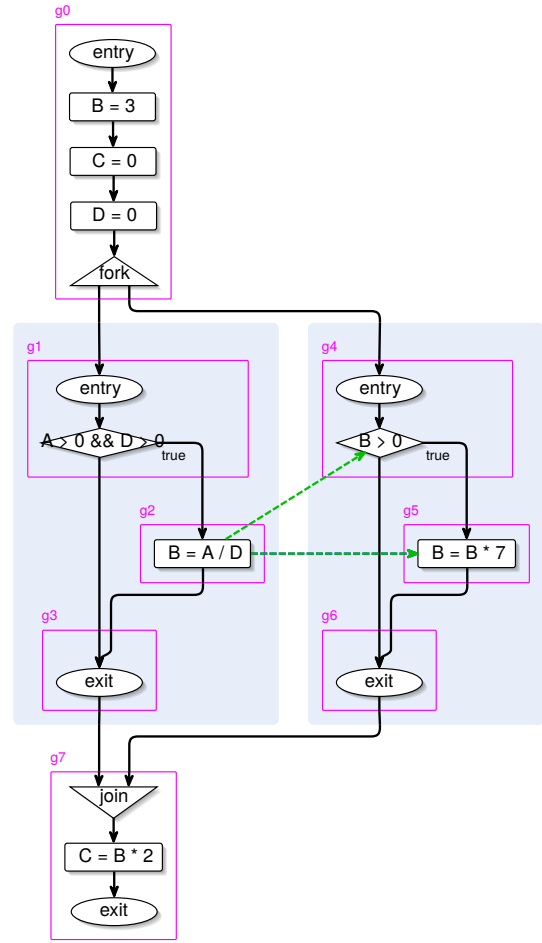 g0
entry
B = 3
C = 0
D = 0
fork
g1
entry
A > 0 && D > 0
true
g2
B = A / D
g3
exit
g4
entry
B > 0
true
g5
B = B * 7
g6
exit
g7
join
C = B * 2
exit